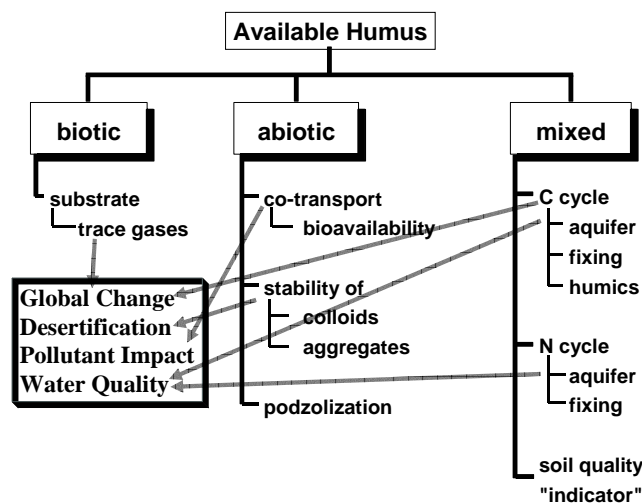 Available Humus
biotic
abiotic
mixed
substrate
trace gases
Global Change
Desertification
Pollutant Impact
Water Quality
co-transport
bioavailability
stability of
colloids
aggregates
podzolization
C cycle
aquifer
fixing
humics
N cycle
aquifer
fixing
soil quality
"indicator"